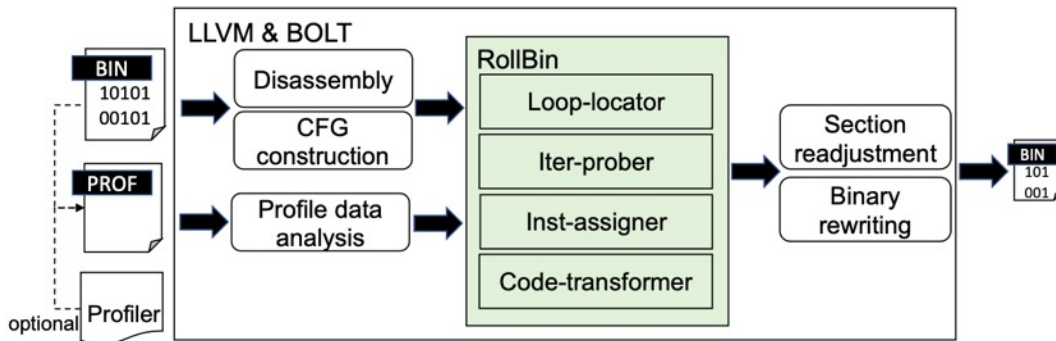 LLVM & BOLT
BIN
10101
00101
PROF
optional
Profiler
Disassembly
CFG
construction
Profile data
analysis
RollBin
Loop-locator
Iter-prober
Inst-assigner
Code-transformer
Section
readjustment
Binary
rewriting
BIN
101
001